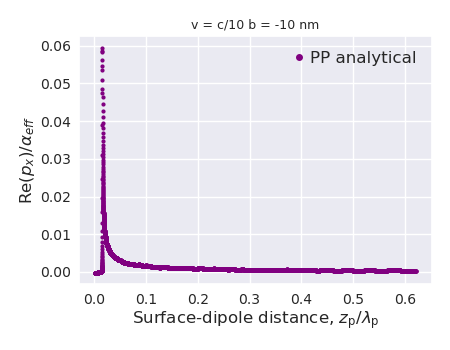 v = c/10 b = -10 nm
PP analytical
Re(pₓ)/α_eff
0.06
0.05
0.04
0.03
0.02
0.01
0.00
0.0 0.1 0.2 0.3 0.4 0.5 0.6
Surface-dipole distance, zₚ/λₚ